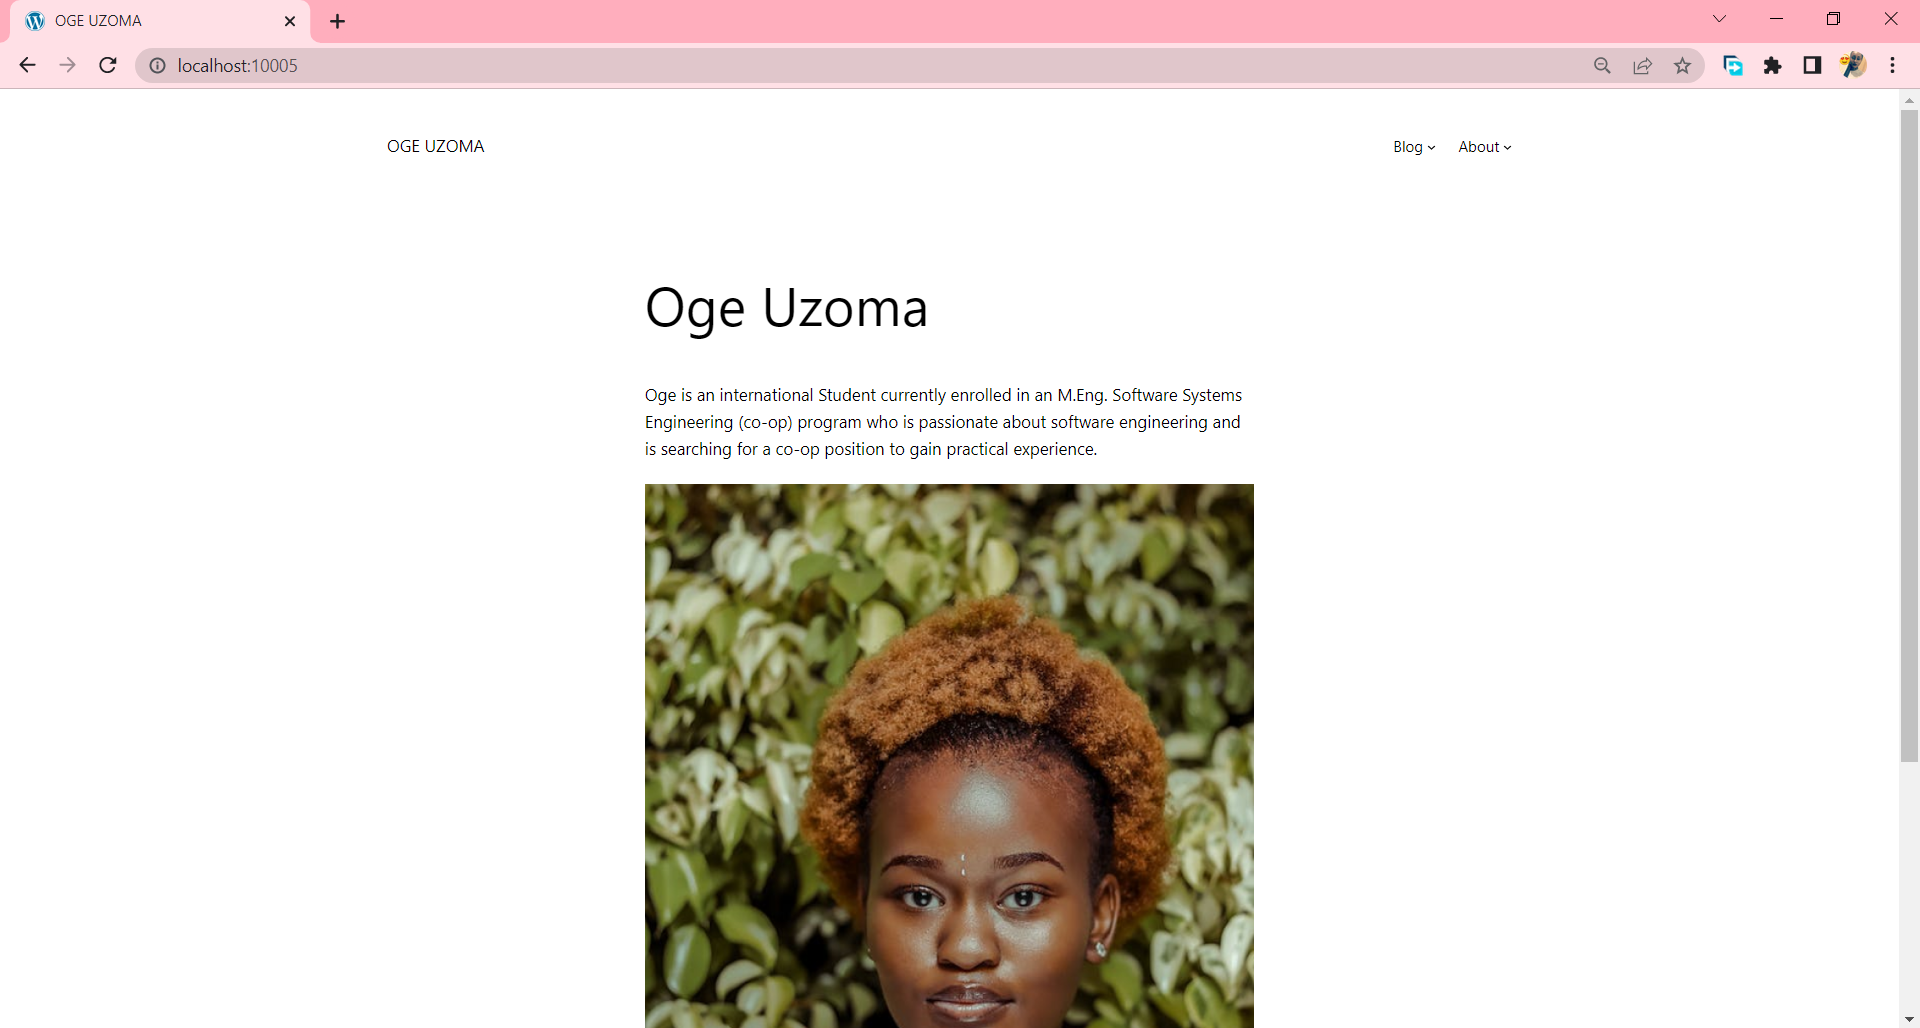 OGE UZOMA
localhost:10005
OGE UZOMA
Blog
About
Oge Uzoma
Oge is an international Student currently enrolled in an M.Eng. Software Systems
Engineering (co-op) program who is passionate about software engineering and
is searching for a co-op position to gain practical experience.